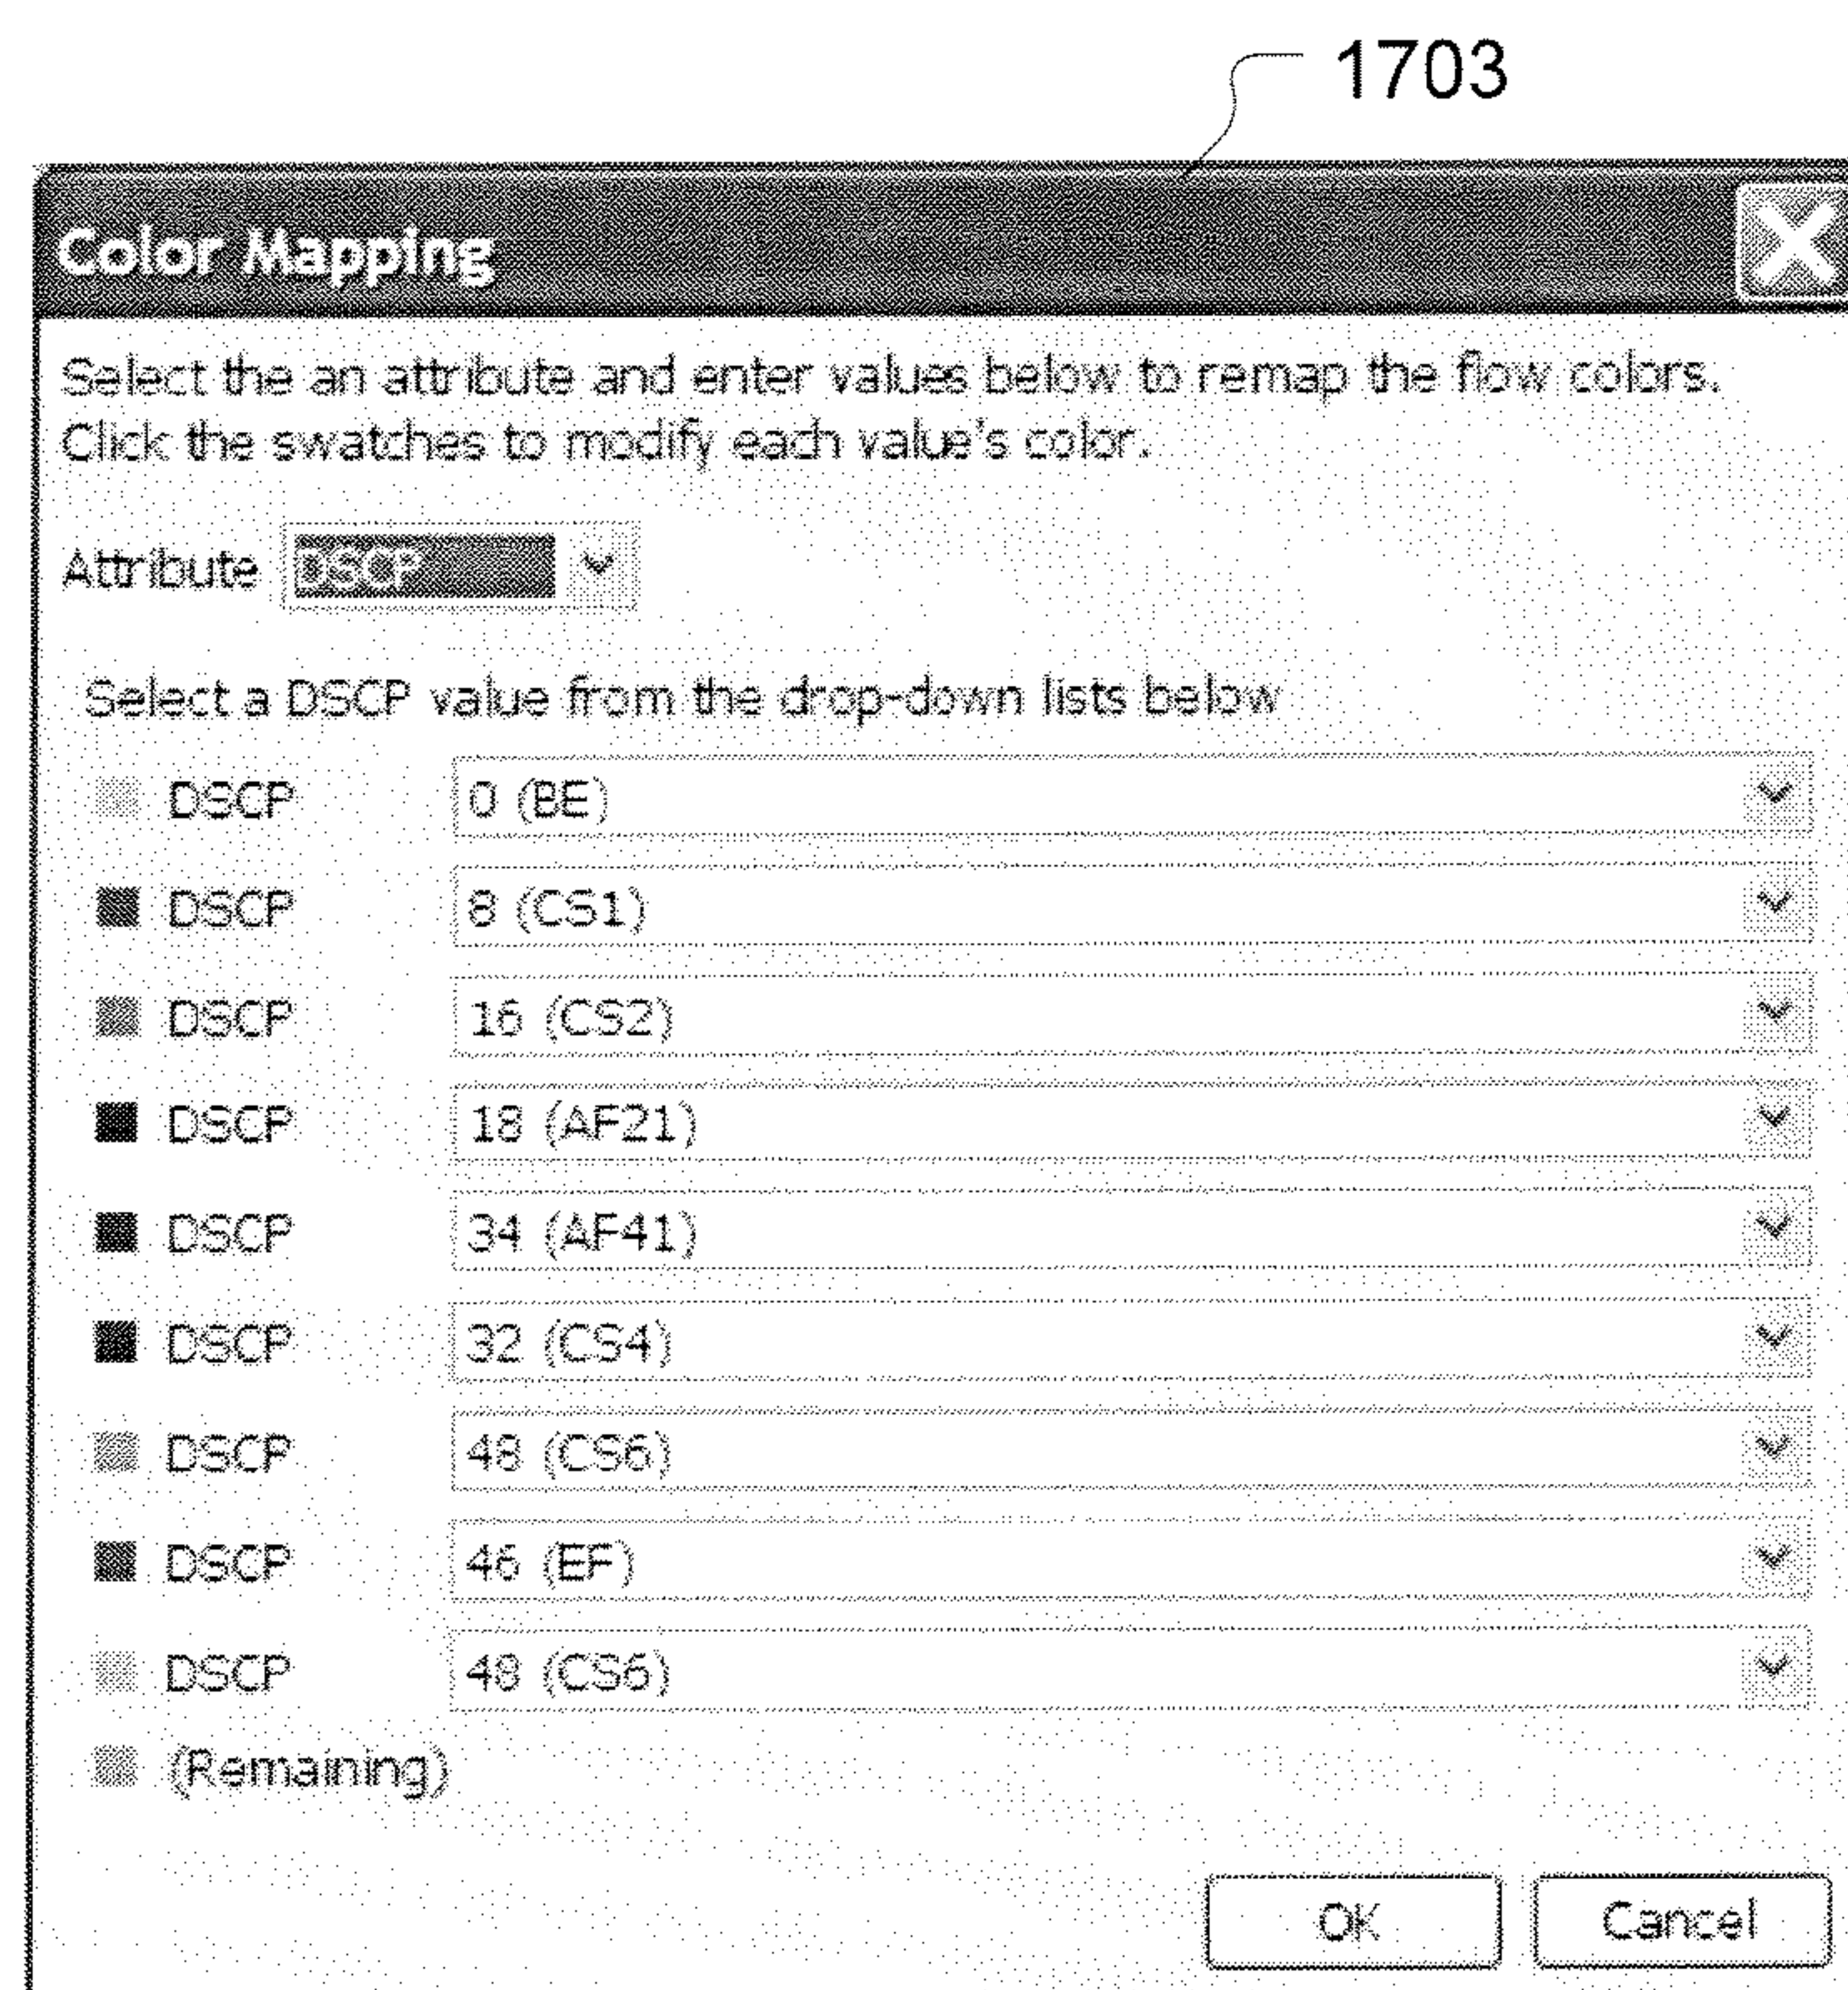 1703
Color Mapping
Select the an attribute and enter values below to remap the flow colors.
Click the swatches to modify each value's color.
Attribute DSCP
Select a DSCP value from the drop-down lists below
DSCP 0 (BE)
DSCP 8 (CS1)
DSCP 16 (CS2)
DSCP 18 (AF21)
DSCP 34 (AF41)
DSCP 32 (CS4)
DSCP 48 (CS6)
DSCP 46 (EF)
DSCP 48 (CS6)
(Remaining)
OK Cancel